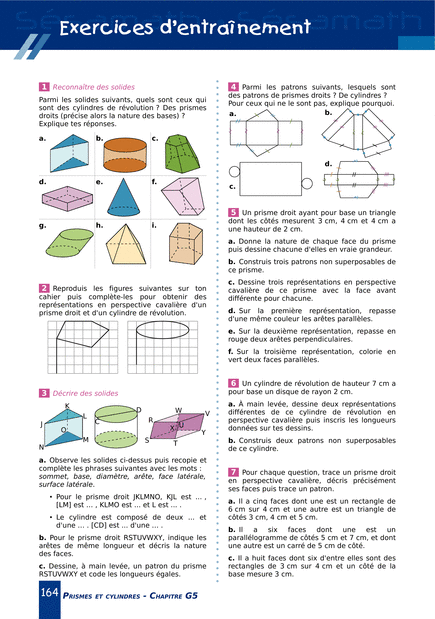 Exercices d'entraînement
1 Reconnaître des solides
Parmi les solides suivants, quels sont ceux qui
sont des cylindres de révolution ? Des prismes
droits (précise alors la nature des bases) ?
Explique tes réponses.
a. b. c.
d. e. f.
g. h. i.
2 Reproduis les figures suivantes sur ton
cahier puis complète-les pour obtenir des
représentations en perspective cavalière d'un
prisme droit et d'un cylindre de révolution.
3 Décrire des solides
K
J
L
O
M
N
C
D
W
V
R
X
U
Y
S
T
a. Observe les solides ci-dessus puis recopie et
complète les phrases suivantes avec les mots :
sommet, base, diamètre, arête, face latérale,
surface latérale.
• Pour le prisme droit JKLMNO, KJL est ... ,
[LM] est ... , KLMO est ... et L est ... .
• Le cylindre est composé de deux ... et
d'une ... . [CD] est ... d'une ... .
b. Pour le prisme droit RSTUVWXY, indique les
arêtes de même longueur et décris la nature
des faces.
c. Dessine, à main levée, un patron du prisme
RSTUVWXY et code les longueurs égales.
4 Parmi les patrons suivants, lesquels sont
des patrons de prismes droits ? De cylindres ?
Pour ceux qui ne le sont pas, explique pourquoi.
a. b.
c. d.
5 Un prisme droit ayant pour base un triangle
dont les côtés mesurent 3 cm, 4 cm et 4 cm a
une hauteur de 2 cm.
a. Donne la nature de chaque face du prisme
puis dessine chacune d'elles en vraie grandeur.
b. Construis trois patrons non superposables de
ce prisme.
c. Dessine trois représentations en perspective
cavalière de ce prisme avec la face avant
différente pour chacune.
d. Sur la première représentation, repasse
d'une même couleur les arêtes parallèles.
e. Sur la deuxième représentation, repasse en
rouge deux arêtes perpendiculaires.
f. Sur la troisième représentation, colorie en
vert deux faces parallèles.
6 Un cylindre de révolution de hauteur 7 cm a
pour base un disque de rayon 2 cm.
a. À main levée, dessine deux représentations
différentes de ce cylindre de révolution en
perspective cavalière puis inscris les longueurs
données sur tes dessins.
b. Construis deux patrons non superposables
de ce cylindre.
7 Pour chaque question, trace un prisme droit
en perspective cavalière, décris précisément
ses faces puis trace un patron.
a. Il a cinq faces dont une est un rectangle de
6 cm sur 4 cm et une autre est un triangle de
côtés 3 cm, 4 cm et 5 cm.
b. Il a six faces dont une est un
parallélogramme de côtés 5 cm et 7 cm, et dont
une autre est un carré de 5 cm de côté.
c. Il a huit faces dont six d'entre elles sont des
rectangles de 3 cm sur 4 cm et un côté de la
base mesure 3 cm.
164 PRISMES ET CYLINDRES - CHAPITRE G5